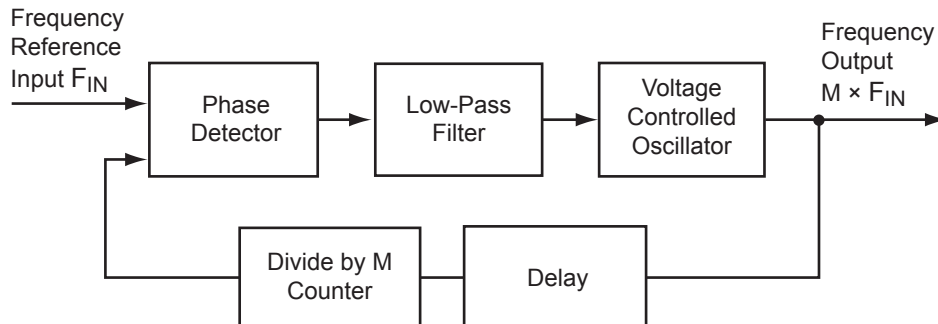 Frequency
Reference
Input FIN
Phase
Detector
Low-Pass
Filter
Voltage
Controlled
Oscillator
Frequency
Output
M × FIN
Divide by M
Counter
Delay